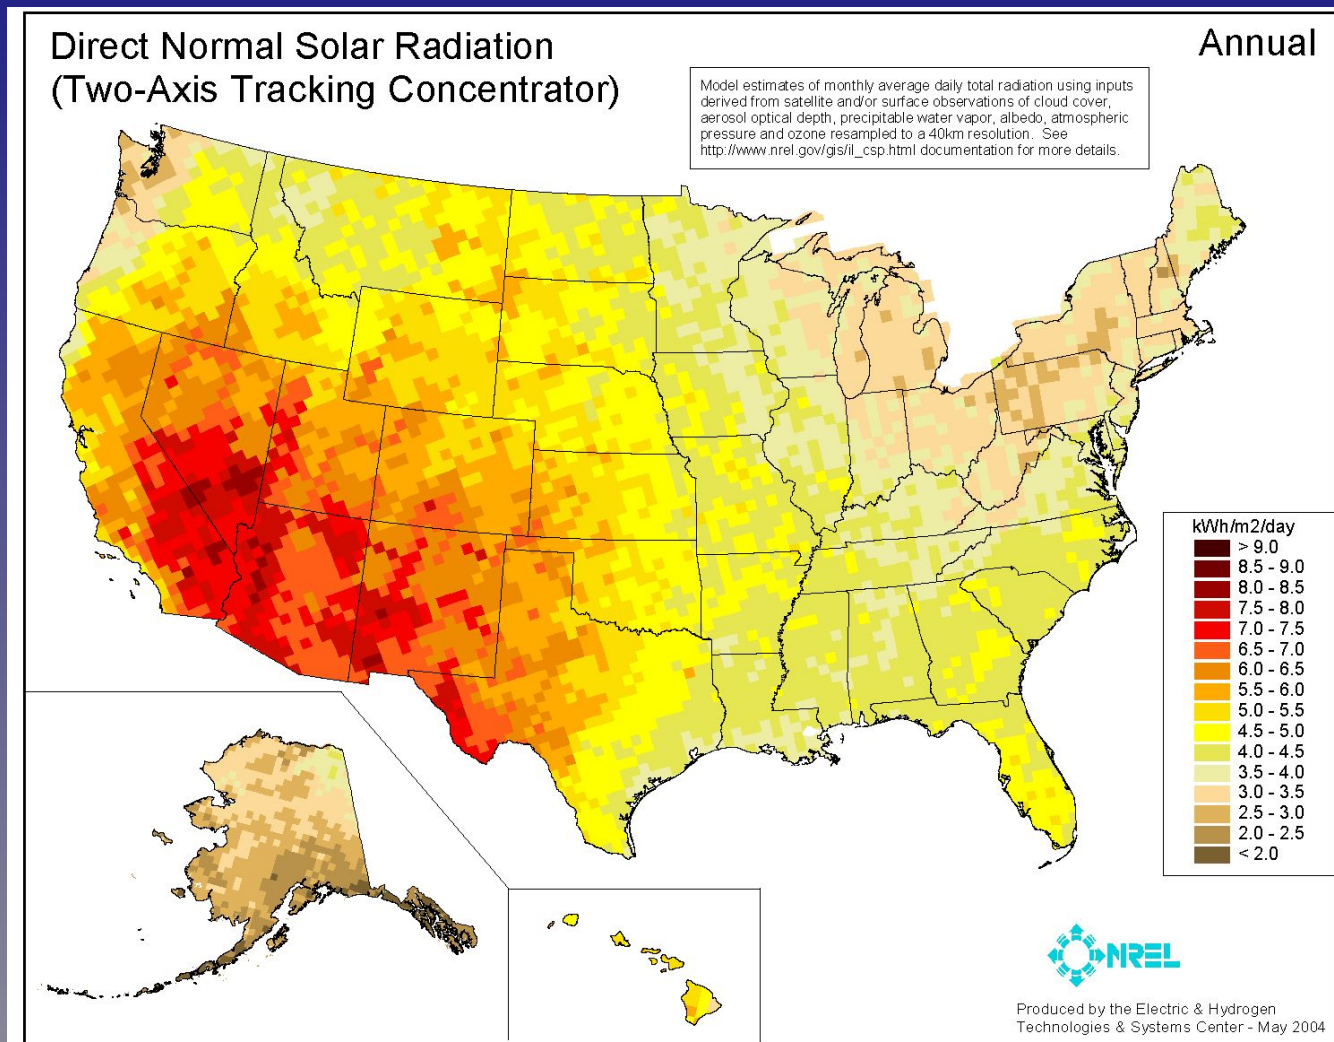 Direct Normal Solar Radiation
(Two-Axis Tracking Concentrator)
Annual
Model estimates of monthly average daily total radiation using inputs
derived from satellite and/or surface observations of cloud cover,
aerosol optical depth, precipitable water vapor, albedo, atmospheric
pressure and ozone resampled to a 40km resolution. See
http://www.nrel.gov/gis/il_csp.html documentation for more details.
kWh/m2/day
> 9.0
8.5 - 9.0
8.0 - 8.5
7.5 - 8.0
7.0 - 7.5
6.5 - 7.0
6.0 - 6.5
5.5 - 6.0
5.0 - 5.5
4.5 - 5.0
4.0 - 4.5
3.5 - 4.0
3.0 - 3.5
2.5 - 3.0
2.0 - 2.5
< 2.0
NREL
Produced by the Electric & Hydrogen
Technologies & Systems Center - May 2004